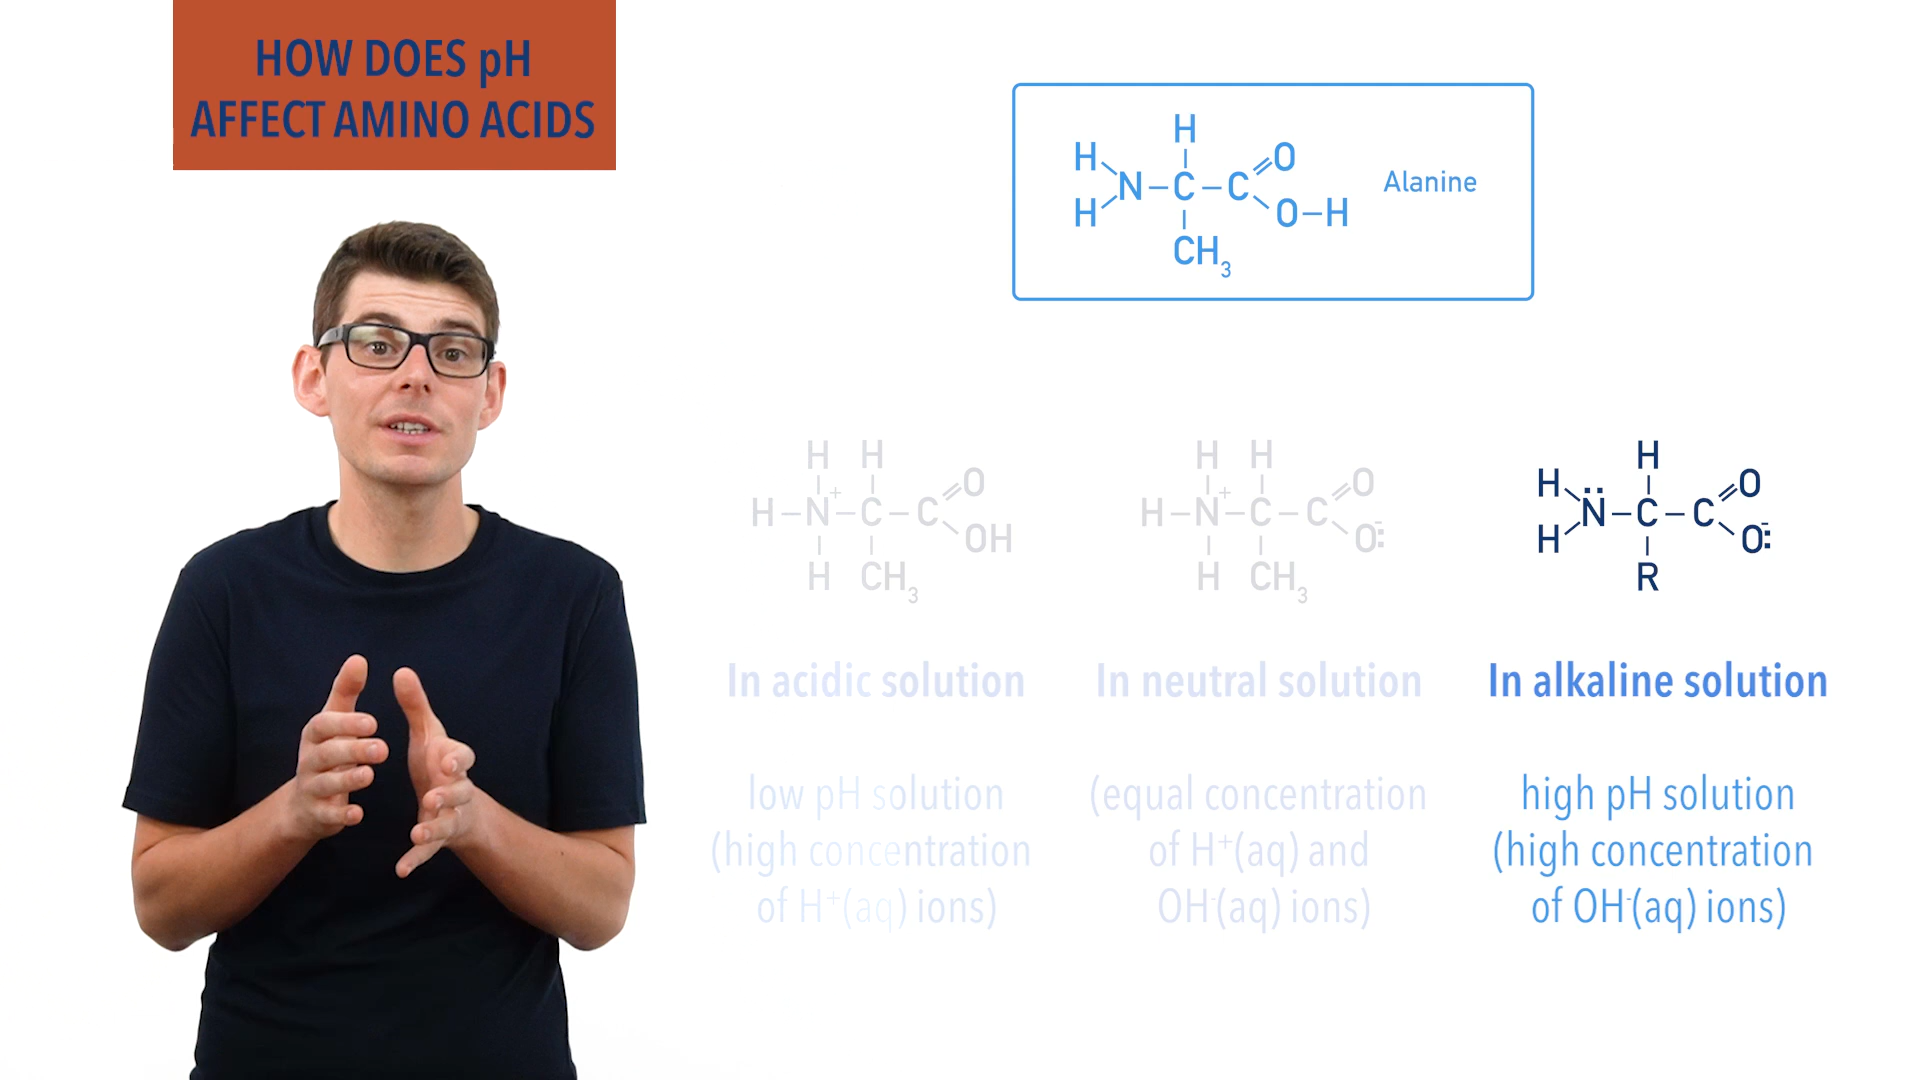 HOW DOES pH
AFFECT AMINO ACIDS
H
H O
H N – C – C
H O–H
CH₃
Alanine
H H
O
H – N⁺ – C – C
OH
H CH₃
H H
O
H – N⁺ – C – C
O⁻:
H CH₃
H
H O
N̈ – C – C
H O⁻:
R
In acidic solution
In neutral solution
In alkaline solution
low pH solution
(high concentration
of H⁺(aq) ions)
(equal concentration
of H⁺(aq) and
OH⁻(aq) ions)
high pH solution
(high concentration
of OH⁻(aq) ions)